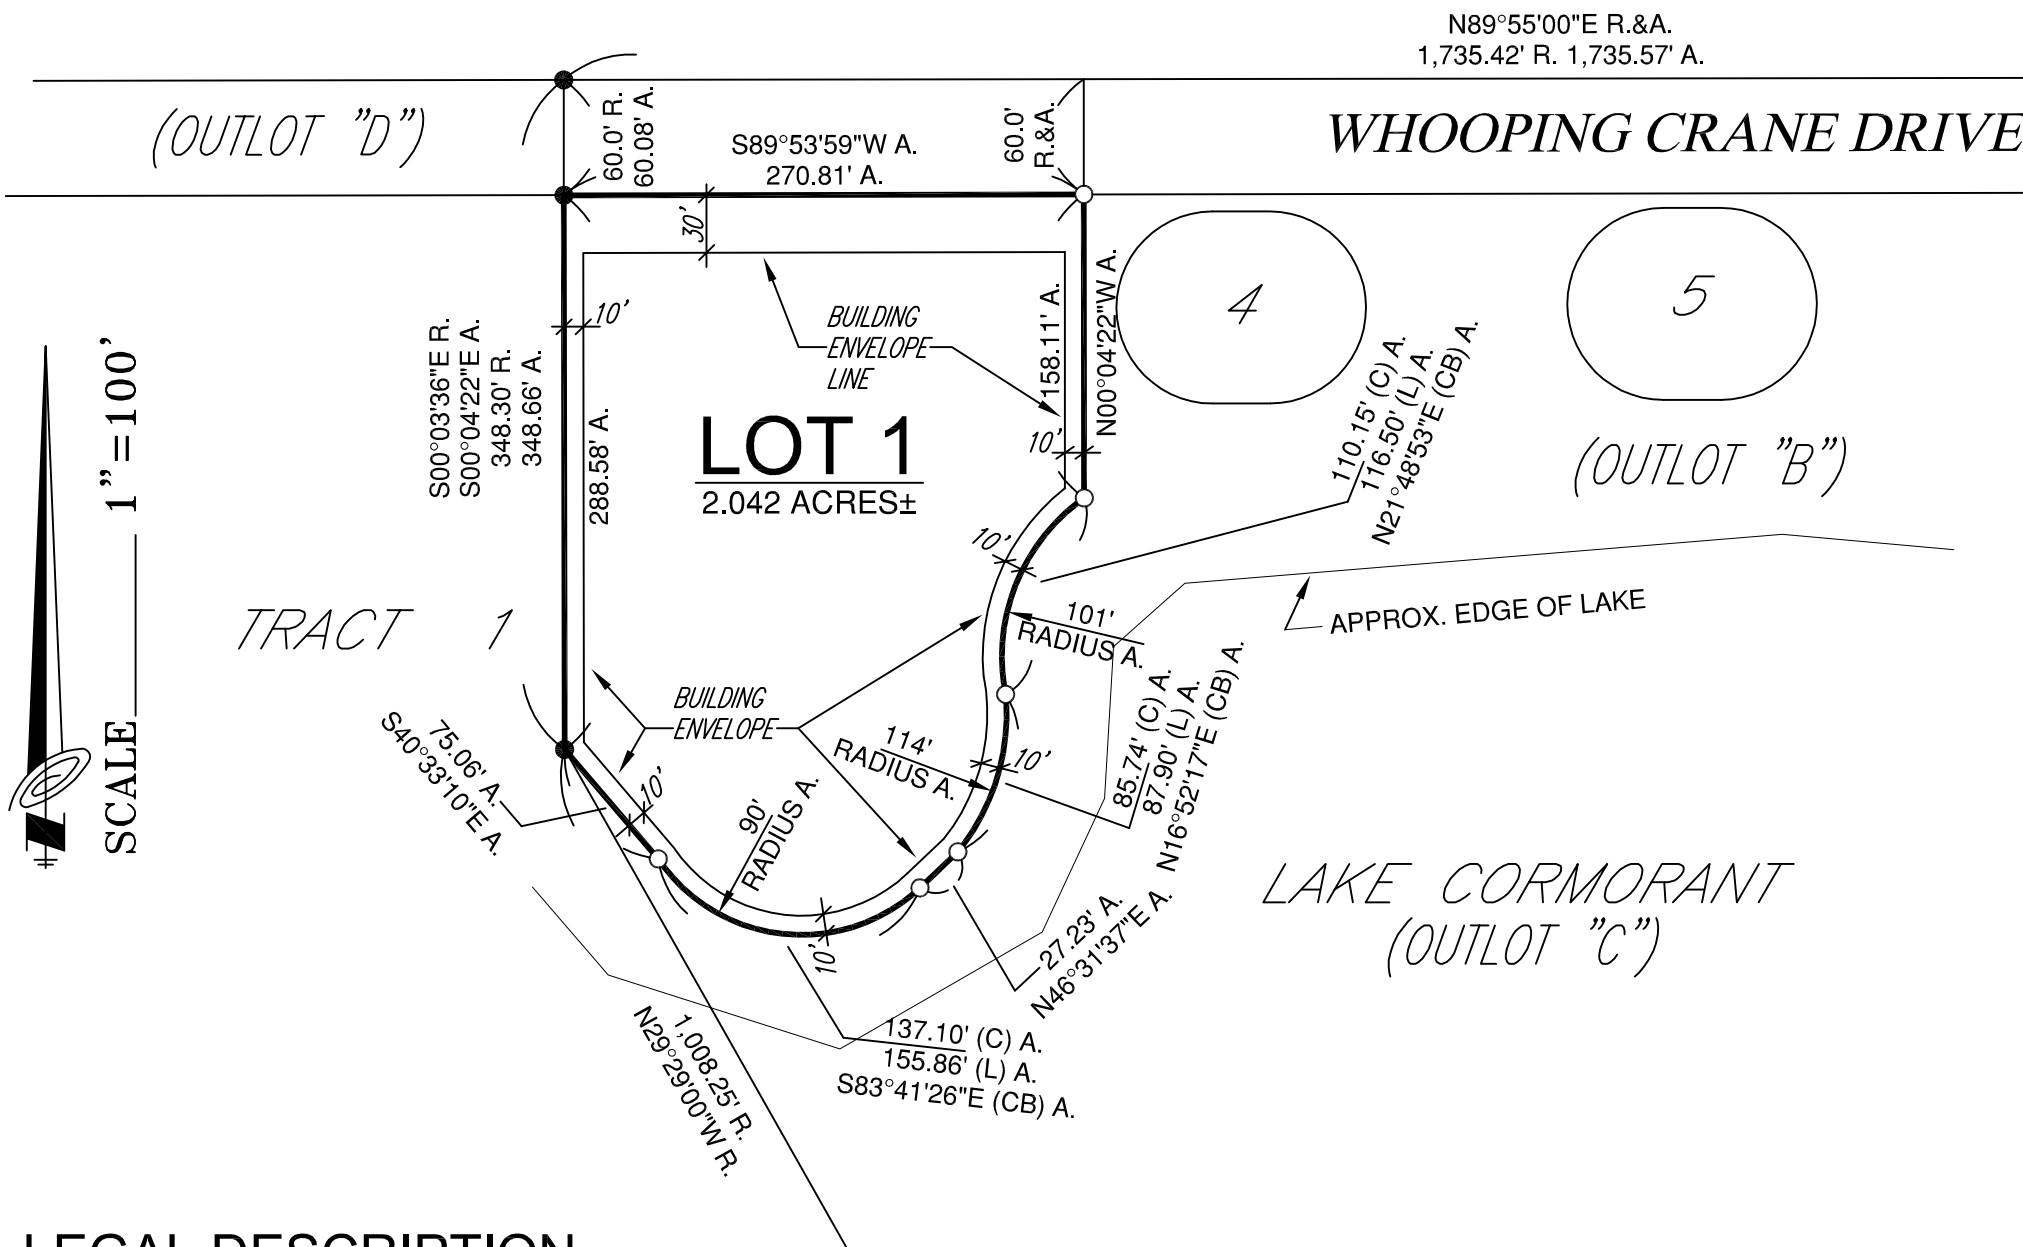 N89°55'00"E R.&A.
1,735.42' R. 1,735.57' A.
(OUTLOT "D")
60.0' R.
60.08' A.
S89°53'59"W A.
270.81' A.
60.0'
R.&A.
WHOOPING CRANE DRIVE
30'
10'
BUILDING
ENVELOPE
LINE
158.11' A.
N00°04'22"W A.
4
5
S00°03'36"E R.
S00°04'22"E A.
348.30' R.
348.66' A.
288.58' A.
SCALE 1"=100'
LOT 1
2.042 ACRES±
10'
110.15' (C) A.
116.50' (L) A.
N21°48'53"E (CB) A.
(OUTLOT "B")
10'
101'
RADIUS A.
APPROX. EDGE OF LAKE
TRACT 1
BUILDING
ENVELOPE
75.06' A.
S40°33'10"E A.
10'
114'
RADIUS A.
10'
85.74' (C) A.
87.90' (L) A.
N16°52'17"E (CB) A.
90'
RADIUS A.
LAKE CORMORANT
(OUTLOT "C")
10'
27.23' A.
N46°31'37"E A.
137.10' (C) A.
155.86' (L) A.
S83°41'26"E (CB) A.
1,008.25' R.
N29°29'00"W R.
N
LEGAL DESCRIPTION